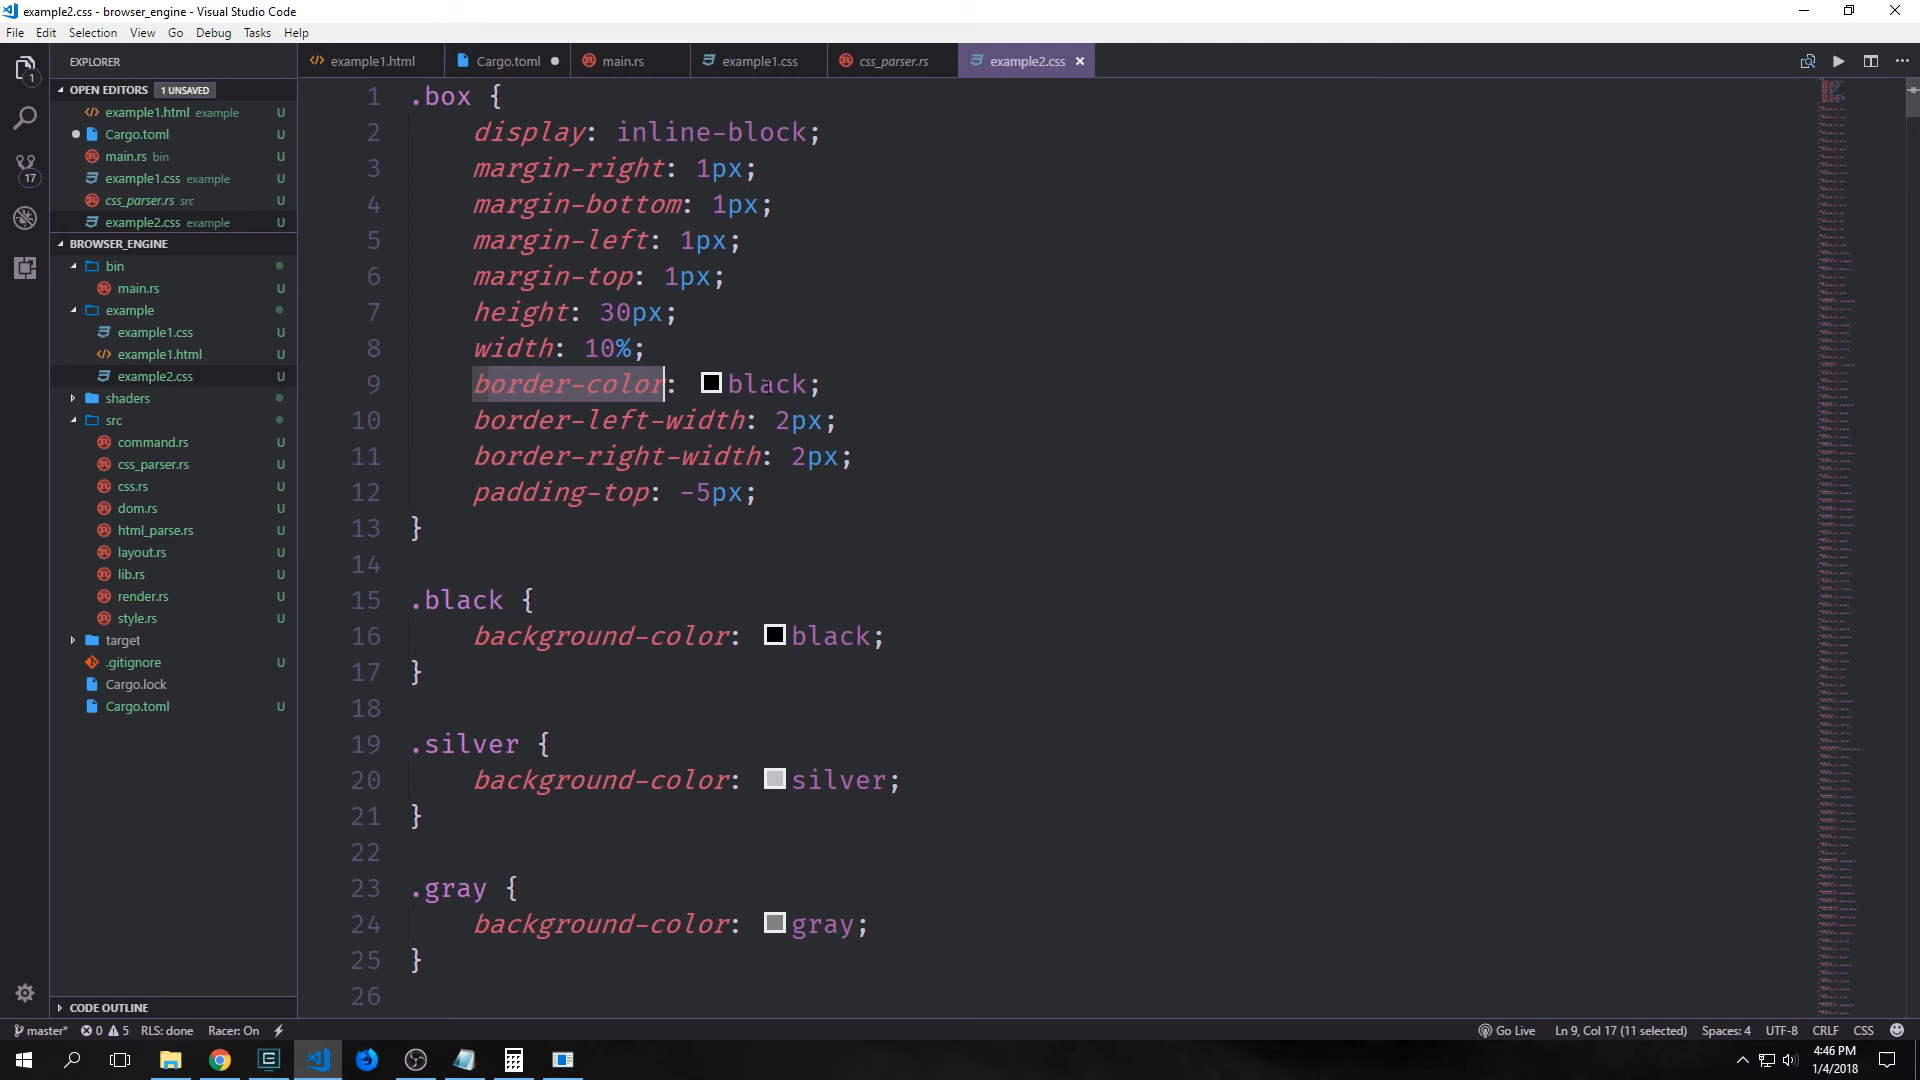 example2.css - browser_engine - Visual Studio Code
File Edit Selection View Go Debug Tasks Help
EXPLORER
OPEN EDITORS 1 UNSAVED
example1.html example U
Cargo.toml U
main.rs bin U
example1.css example U
css_parser.rs src U
example2.css example U
BROWSER_ENGINE
bin
main.rs U
example
example1.css U
example1.html U
example2.css U
shaders
src
command.rs U
css_parser.rs U
css.rs U
dom.rs U
html_parse.rs U
layout.rs U
lib.rs U
render.rs U
style.rs U
target
.gitignore U
Cargo.lock
Cargo.toml U
CODE OUTLINE
1
17
example1.html Cargo.toml main.rs example1.css css_parser.rs example2.css
1 .box {
2 display: inline-block;
3 margin-right: 1px;
4 margin-bottom: 1px;
5 margin-left: 1px;
6 margin-top: 1px;
7 height: 30px;
8 width: 10%;
9 border-color: black;
10 border-left-width: 2px;
11 border-right-width: 2px;
12 padding-top: -5px;
13 }
14
15 .black {
16 background-color: black;
17 }
18
19 .silver {
20 background-color: silver;
21 }
22
23 .gray {
24 background-color: gray;
25 }
26
master* 0 5 RLS: done Racer: On Go Live Ln 9, Col 17 (11 selected) Spaces: 4 UTF-8 CRLF CSS
4:46 PM
1/4/2018